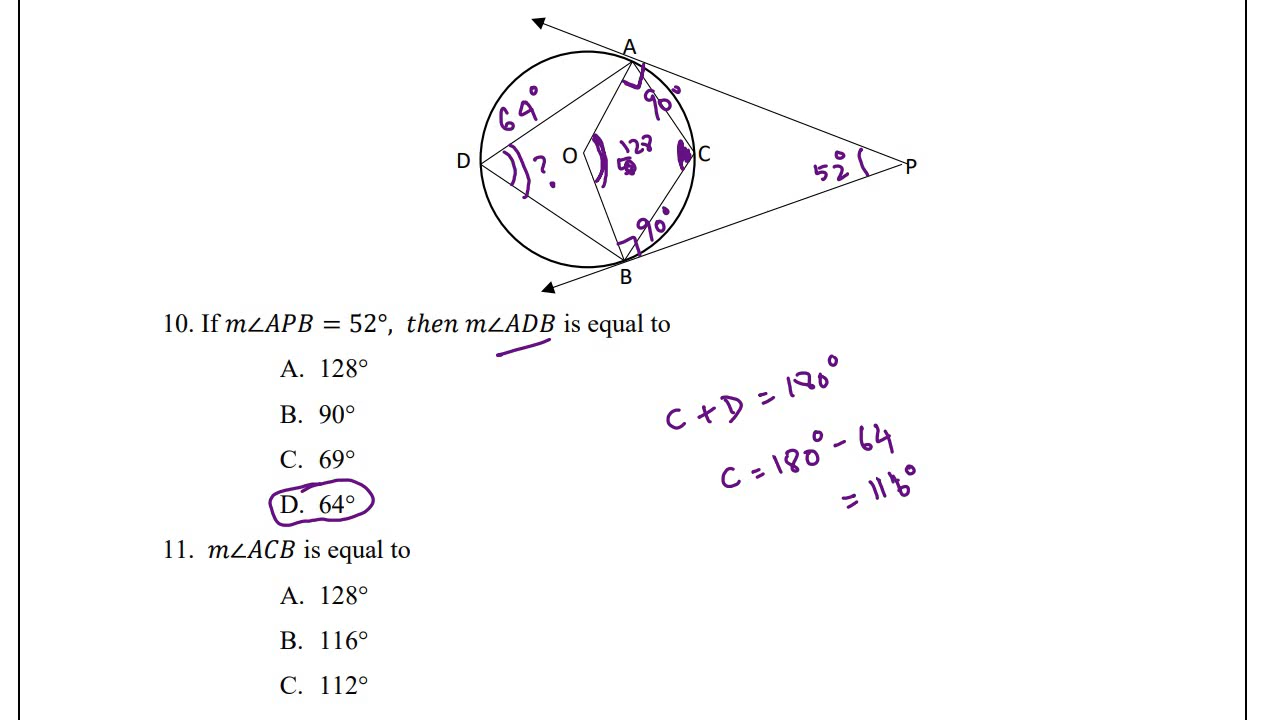 A
64°
90°
D
?
O
128
C
52°
P
90°
B
10. If m∠APB = 52°, then m∠ADB is equal to
A. 128°
B. 90°
C. 69°
D. 64°
C + D = 180°
C = 180° - 64
= 116°
11. m∠ACB is equal to
A. 128°
B. 116°
C. 112°